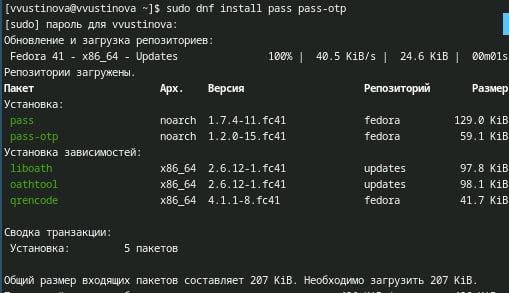 [vvustinova@vvustinova ~]$ sudo dnf install pass pass-otp
[sudo] пароль для vvustinova:
Обновление и загрузка репозиториев:
Fedora 41 - x86_64 - Updates 100% | 40.5 KiB/s | 24.6 KiB | 00m01s
Репозитории загружены.
Пакет Арх. Версия Репозиторий Размер
Установка:
pass noarch 1.7.4-11.fc41 fedora 129.0 KiB
pass-otp noarch 1.2.0-15.fc41 fedora 59.1 KiB
Установка зависимостей:
liboath x86_64 2.6.12-1.fc41 updates 97.8 KiB
oathtool x86_64 2.6.12-1.fc41 updates 98.1 KiB
qrencode x86_64 4.1.1-8.fc41 fedora 41.7 KiB
Сводка транзакции:
Установка: 5 пакетов
Общий размер входящих пакетов составляет 207 KiB. Необходимо загрузить 207 KiB.